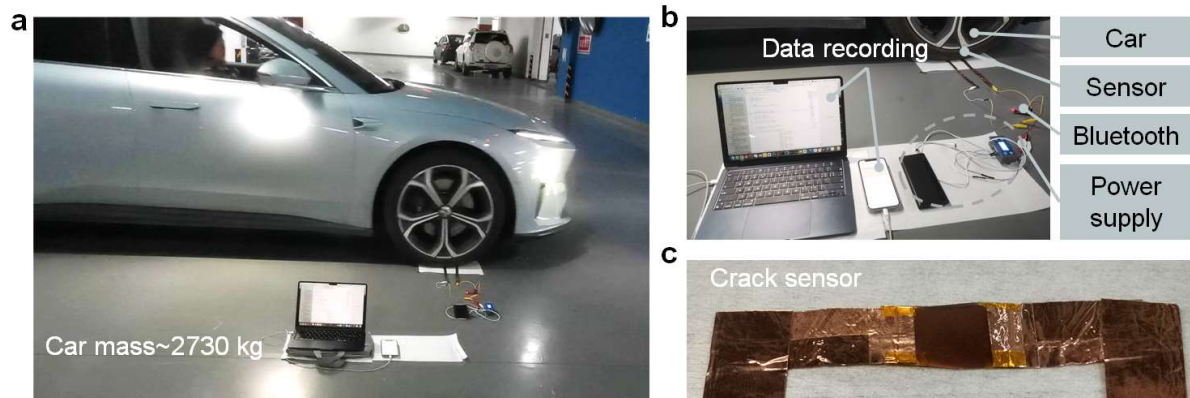 a
Car mass~2730 kg
b
Data recording
Car
Sensor
Bluetooth
Power
supply
c
Crack sensor